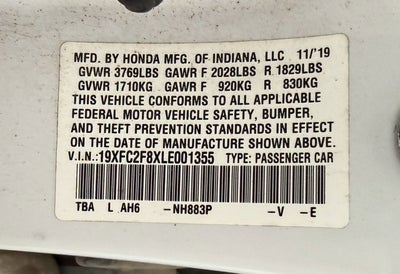 MFD. BY HONDA MFG. OF INDIANA, LLC 11/'19
GVWR 3769LBS GAWR F 2028LBS R 1829LBS
GVWR 1710KG GAWR F 920KG R 830KG
THIS VEHICLE CONFORMS TO ALL APPLICABLE
FEDERAL MOTOR VEHICLE SAFETY, BUMPER,
AND THEFT PREVENTION STANDARDS IN EFFECT
ON THE DATE OF MANUFACTURE SHOWN ABOVE.
V.I.N.:19XFC2F8XLE001355 TYPE: PASSENGER CAR
TBA L AH6 –NH883P –V –E